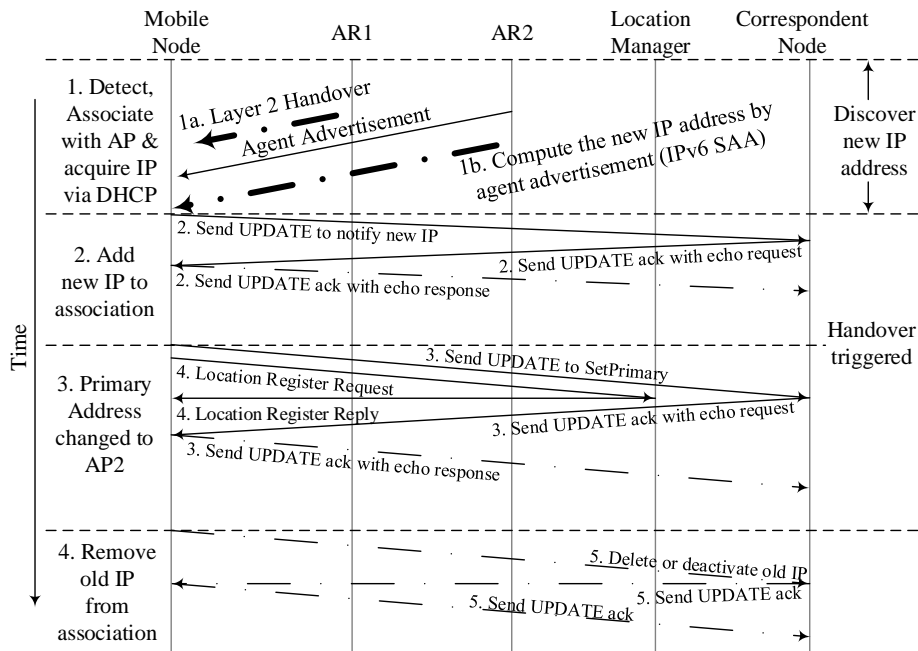 Mobile
Node
AR1
AR2
Location
Manager
Correspondent
Node
1. Detect,
Associate
with AP &
acquire IP
via DHCP
1a. Layer 2 Handover
Agent Advertisement
1b. Compute the new IP address by
agent advertisement (IPv6 SAA)
Discover
new IP
address
2. Add
new IP to
association
2. Send UPDATE to notify new IP
2. Send UPDATE ack with echo request
2. Send UPDATE ack with echo response
Handover
triggered
Time
3. Primary
Address
changed to
AP2
3. Send UPDATE to SetPrimary
4. Location Register Request
4. Location Register Reply
3. Send UPDATE ack with echo request
3. Send UPDATE ack with echo response
4. Remove
old IP
from
association
5. Delete or deactivate old IP
5. Send UPDATE ack
5. Send UPDATE ack